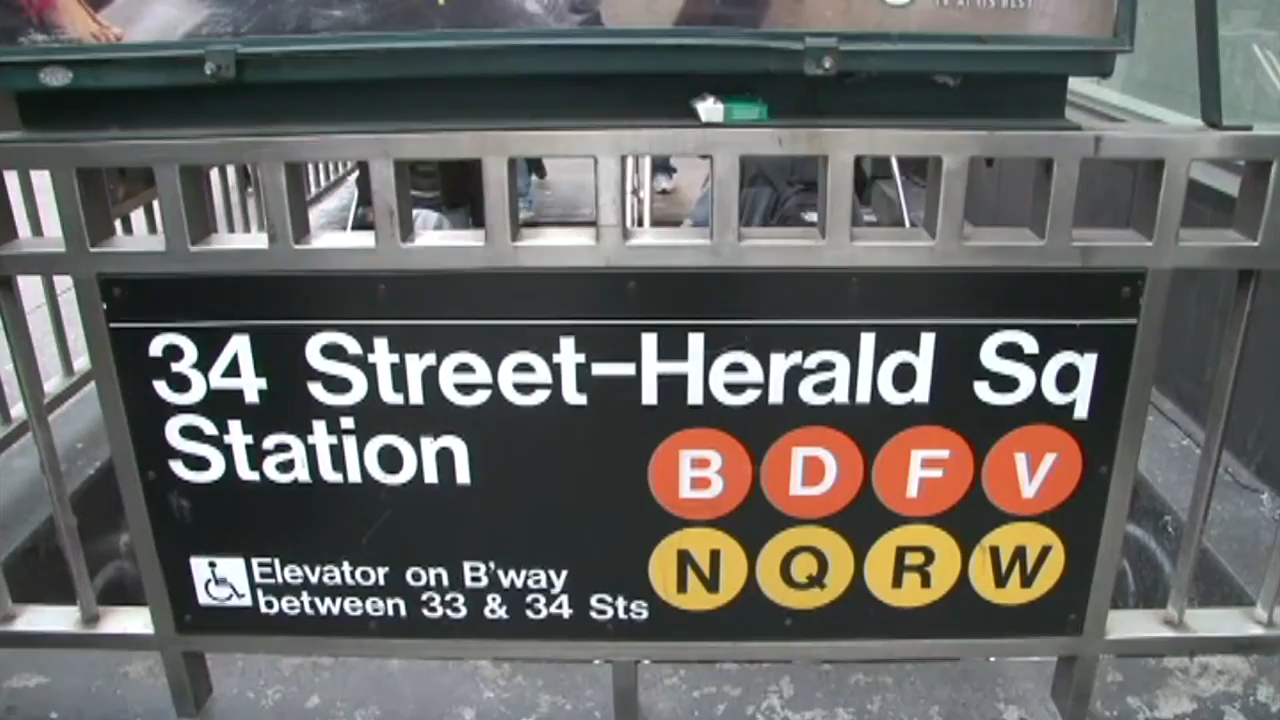 34 Street-Herald Sq
Station
B D F V
N Q R W
Elevator on B'way
between 33 & 34 Sts